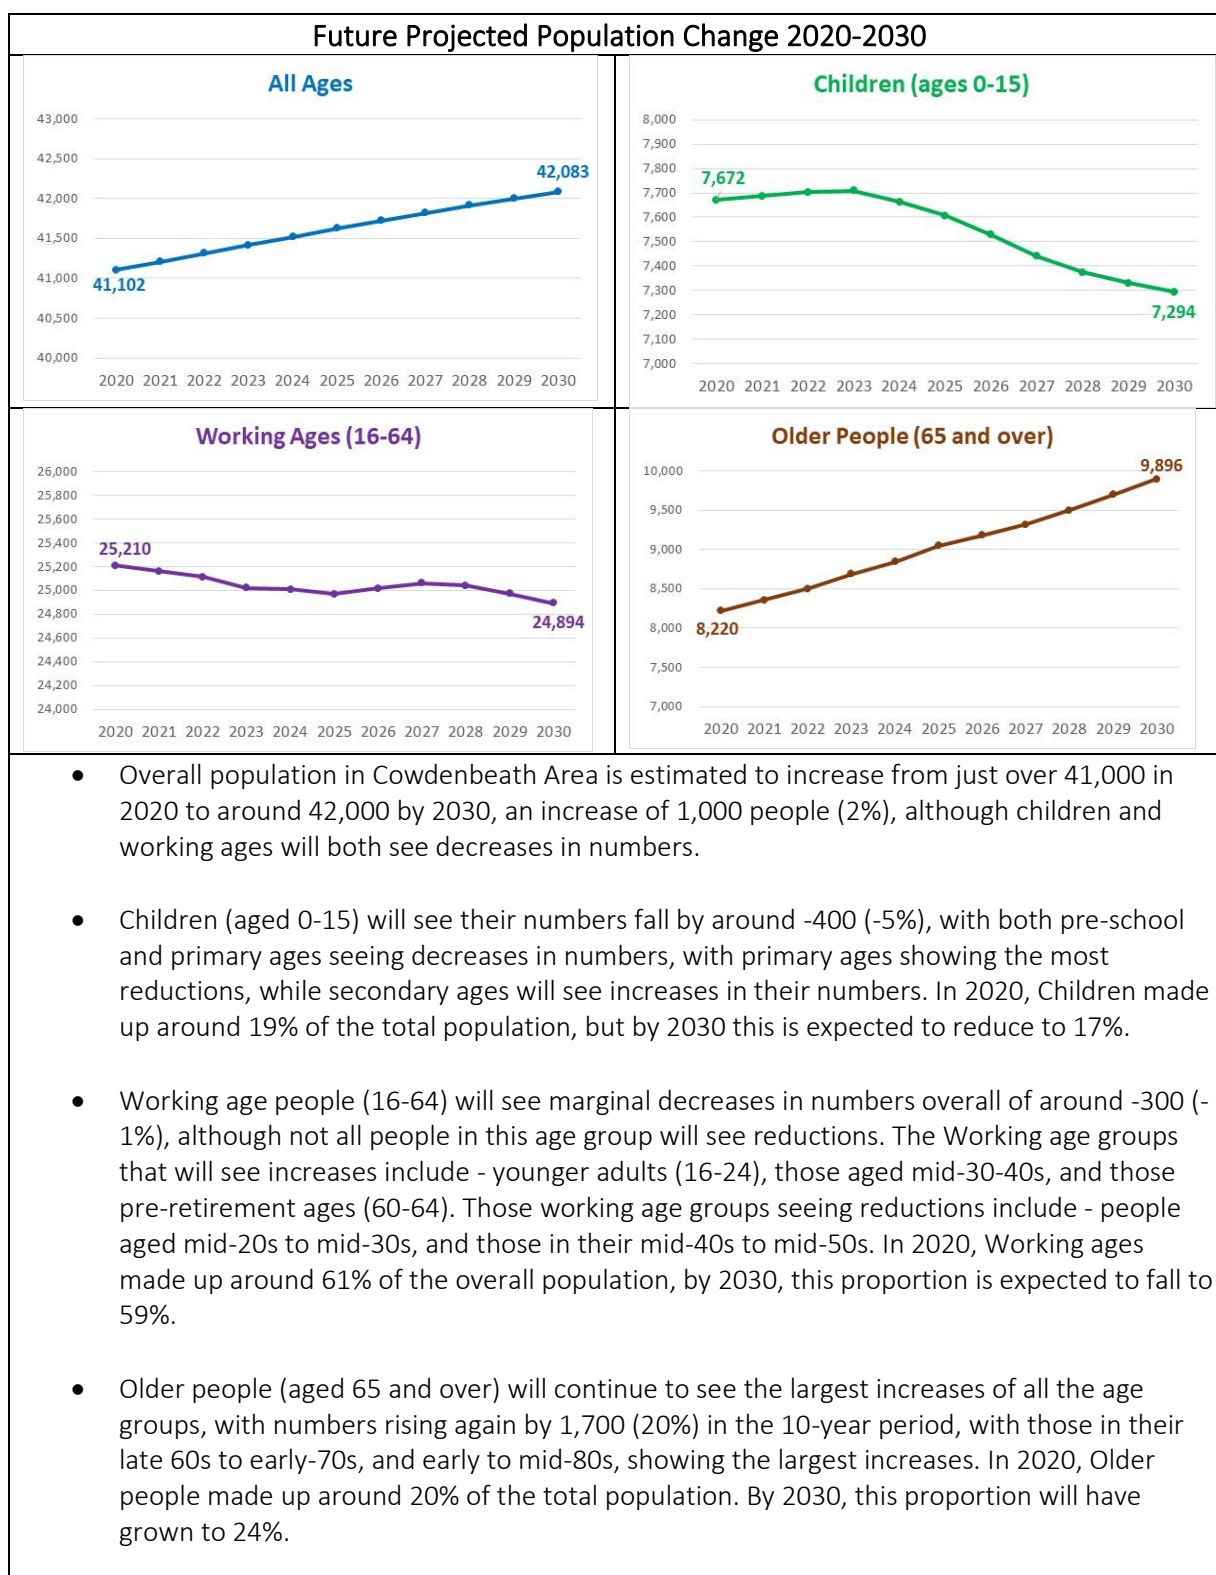 Future Projected Population Change 2020-2030
All Ages
43,000
42,500
42,000
41,500
41,000
40,500
40,000
42,083
41,102
2020 2021 2022 2023 2024 2025 2026 2027 2028 2029 2030
Children (ages 0-15)
8,000
7,900
7,800
7,700
7,600
7,500
7,400
7,300
7,200
7,100
7,000
7,672
7,294
2020 2021 2022 2023 2024 2025 2026 2027 2028 2029 2030
Working Ages (16-64)
26,000
25,800
25,600
25,400
25,200
25,000
24,800
24,600
24,400
24,200
24,000
25,210
24,894
2020 2021 2022 2023 2024 2025 2026 2027 2028 2029 2030
Older People (65 and over)
10,000
9,500
9,000
8,500
8,000
7,500
7,000
9,896
8,220
2020 2021 2022 2023 2024 2025 2026 2027 2028 2029 2030
• Overall population in Cowdenbeath Area is estimated to increase from just over 41,000 in
2020 to around 42,000 by 2030, an increase of 1,000 people (2%), although children and
working ages will both see decreases in numbers.
• Children (aged 0-15) will see their numbers fall by around -400 (-5%), with both pre-school
and primary ages seeing decreases in numbers, with primary ages showing the most
reductions, while secondary ages will see increases in their numbers. In 2020, Children made
up around 19% of the total population, but by 2030 this is expected to reduce to 17%.
• Working age people (16-64) will see marginal decreases in numbers overall of around -300 (-
1%), although not all people in this age group will see reductions. The Working age groups
that will see increases include - younger adults (16-24), those aged mid-30-40s, and those
pre-retirement ages (60-64). Those working age groups seeing reductions include - people
aged mid-20s to mid-30s, and those in their mid-40s to mid-50s. In 2020, Working ages
made up around 61% of the overall population, by 2030, this proportion is expected to fall to
59%.
• Older people (aged 65 and over) will continue to see the largest increases of all the age
groups, with numbers rising again by 1,700 (20%) in the 10-year period, with those in their
late 60s to early-70s, and early to mid-80s, showing the largest increases. In 2020, Older
people made up around 20% of the total population. By 2030, this proportion will have
grown to 24%.